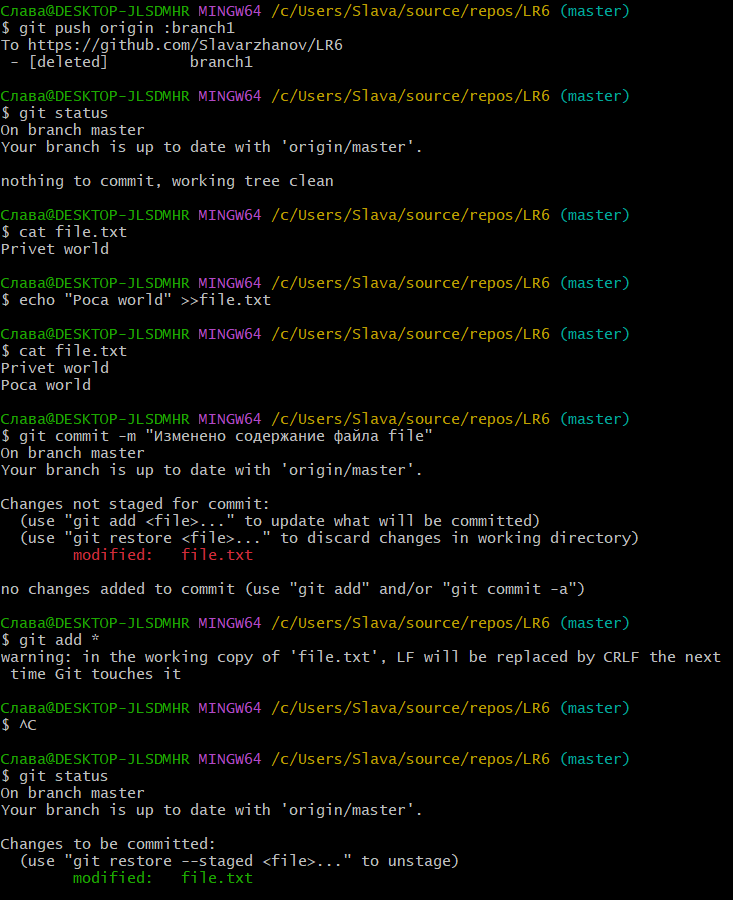 Слава@DESKTOP-JLSDMHR MINGW64 /c/Users/Slava/source/repos/LR6 (master)
$ git push origin :branch1
To https://github.com/Slavarzhanov/LR6
 - [deleted]         branch1

Слава@DESKTOP-JLSDMHR MINGW64 /c/Users/Slava/source/repos/LR6 (master)
$ git status
On branch master
Your branch is up to date with 'origin/master'.

nothing to commit, working tree clean

Слава@DESKTOP-JLSDMHR MINGW64 /c/Users/Slava/source/repos/LR6 (master)
$ cat file.txt
Privet world

Слава@DESKTOP-JLSDMHR MINGW64 /c/Users/Slava/source/repos/LR6 (master)
$ echo "Poca world" >>file.txt

Слава@DESKTOP-JLSDMHR MINGW64 /c/Users/Slava/source/repos/LR6 (master)
$ cat file.txt
Privet world
Poca world

Слава@DESKTOP-JLSDMHR MINGW64 /c/Users/Slava/source/repos/LR6 (master)
$ git commit -m "Изменено содержание файла file"
On branch master
Your branch is up to date with 'origin/master'.

Changes not staged for commit:
  (use "git add <file>..." to update what will be committed)
  (use "git restore <file>..." to discard changes in working directory)
        modified:   file.txt

no changes added to commit (use "git add" and/or "git commit -a")

Слава@DESKTOP-JLSDMHR MINGW64 /c/Users/Slava/source/repos/LR6 (master)
$ git add *
warning: in the working copy of 'file.txt', LF will be replaced by CRLF the next
 time Git touches it

Слава@DESKTOP-JLSDMHR MINGW64 /c/Users/Slava/source/repos/LR6 (master)
$ ^C

Слава@DESKTOP-JLSDMHR MINGW64 /c/Users/Slava/source/repos/LR6 (master)
$ git status
On branch master
Your branch is up to date with 'origin/master'.

Changes to be committed:
  (use "git restore --staged <file>..." to unstage)
        modified:   file.txt